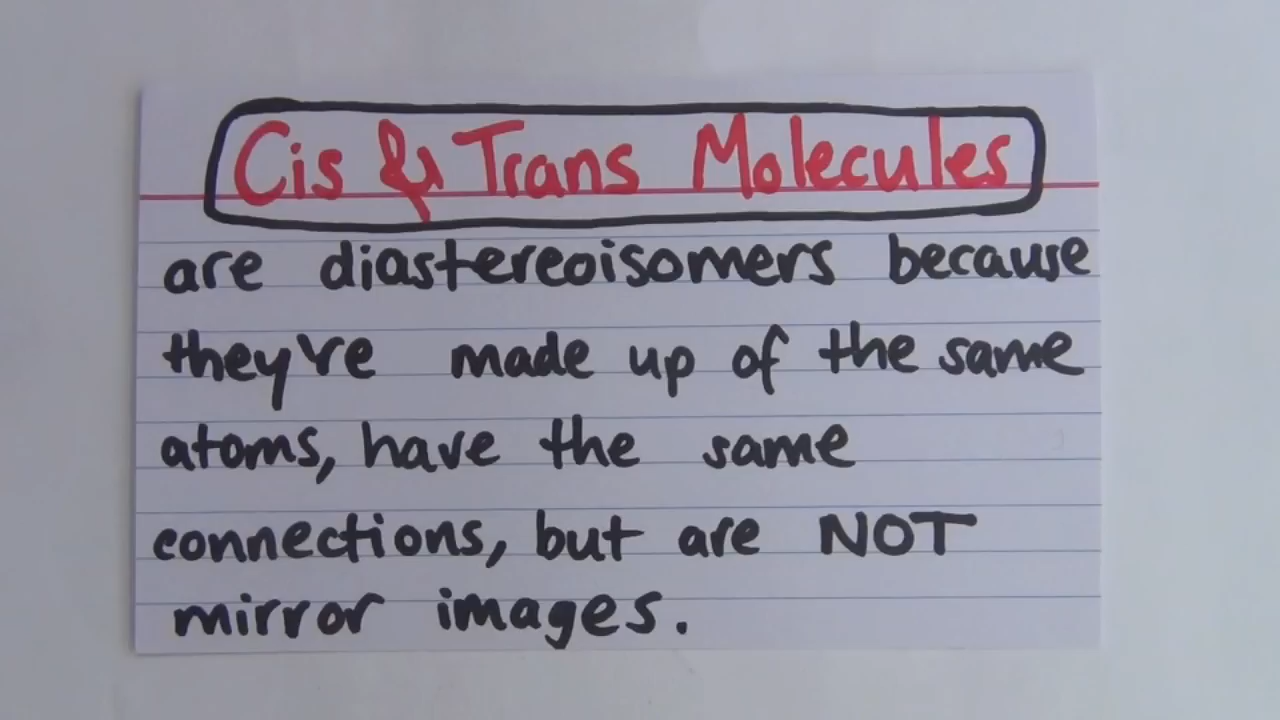 Cis & Trans Molecules
are diastereoisomers because
they're made up of the same
atoms, have the same
connections, but are NOT
mirror images.